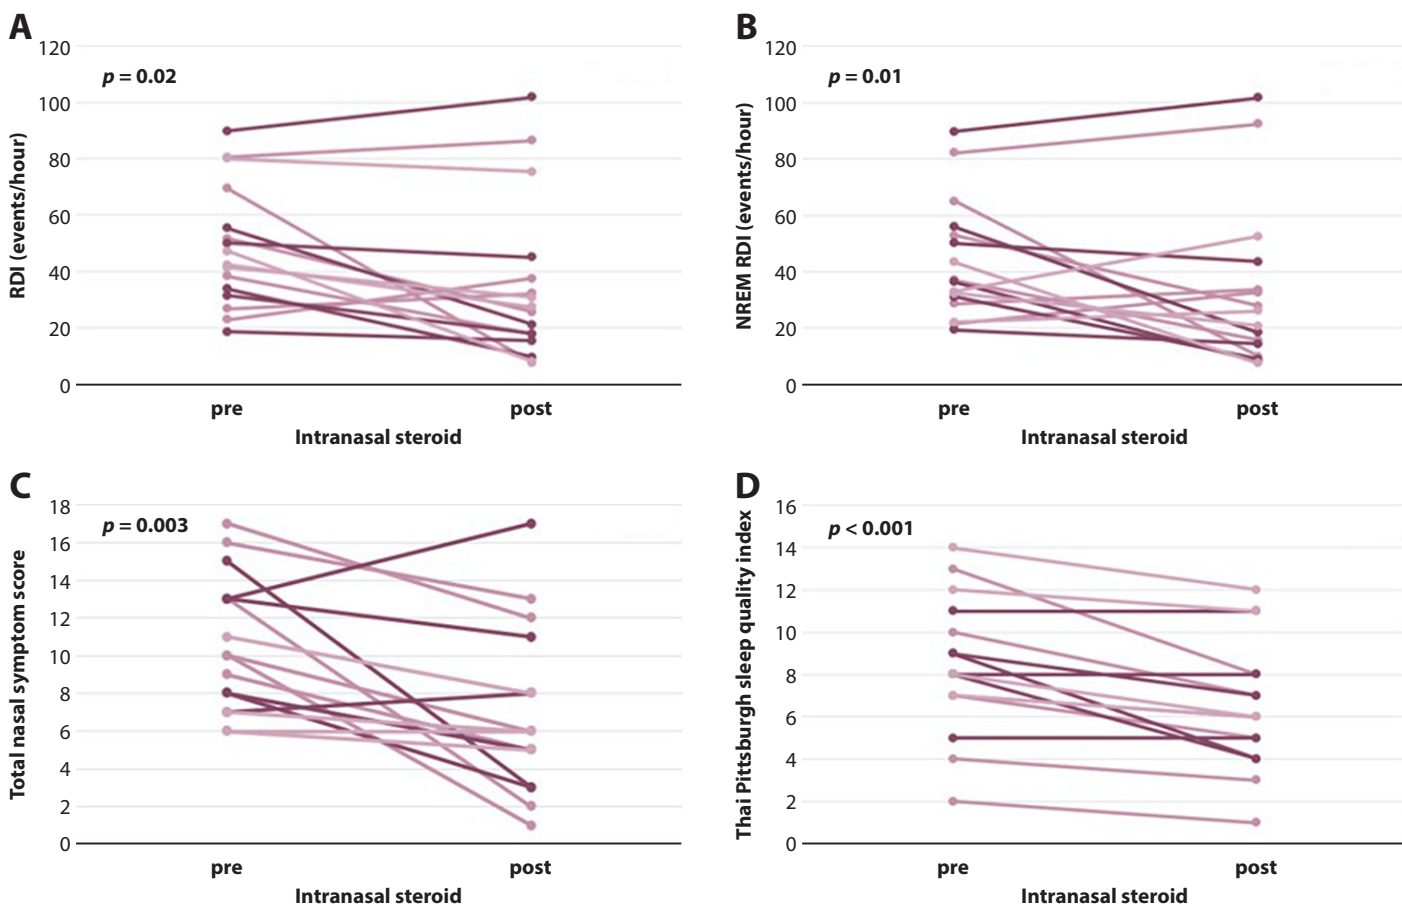 A
RDI (events/hour)
120
100
80
60
40
20
0
p = 0.02
pre
post
Intranasal steroid
B
NREM RDI (events/hour)
120
100
80
60
40
20
0
p = 0.01
pre
post
Intranasal steroid
C
Total nasal symptom score
18
16
14
12
10
8
6
4
2
0
p = 0.003
pre
post
Intranasal steroid
D
Thai Pittsburgh sleep quality index
16
14
12
10
8
6
4
2
0
p < 0.001
pre
post
Intranasal steroid